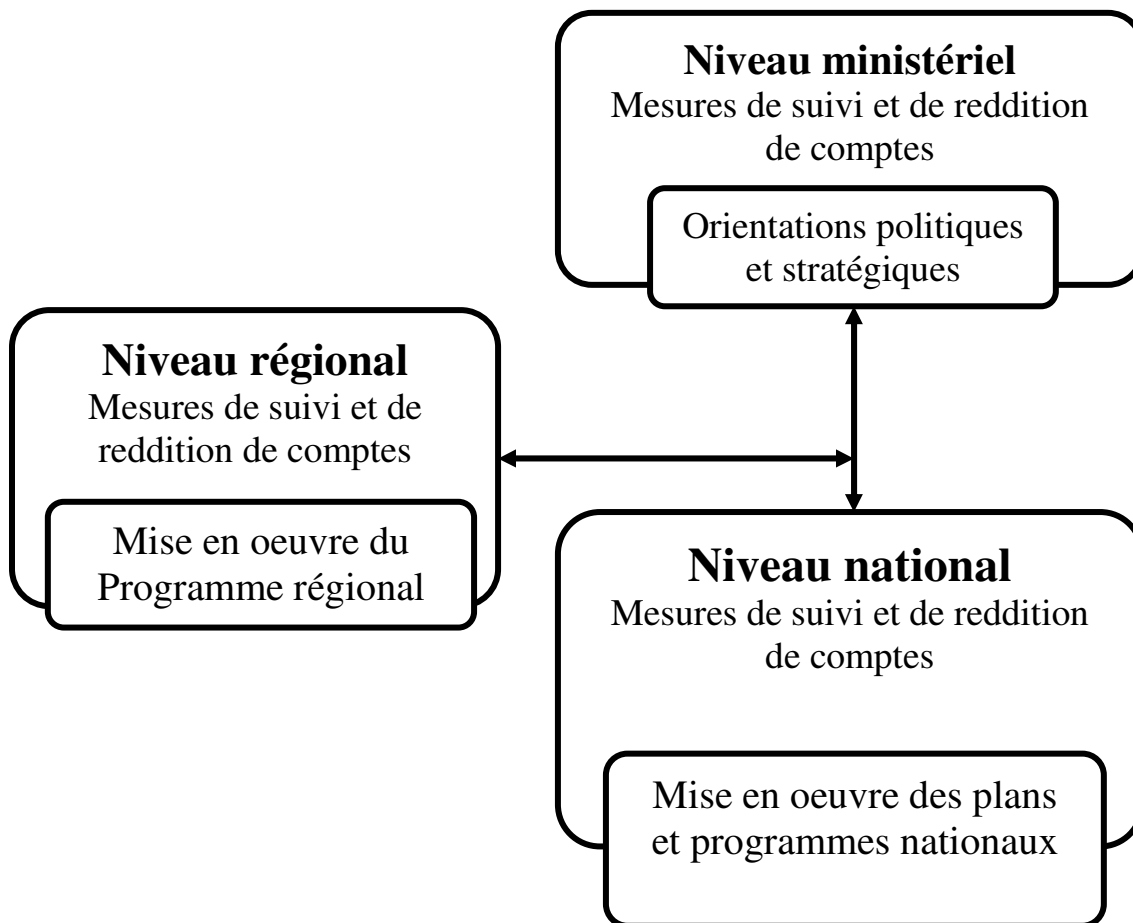 Niveau ministériel
Mesures de suivi et de reddition
de comptes
Orientations politiques
et stratégiques
Niveau régional
Mesures de suivi et de
reddition de comptes
Mise en oeuvre du
Programme régional
Niveau national
Mesures de suivi et de reddition
de comptes
Mise en oeuvre des plans
et programmes nationaux